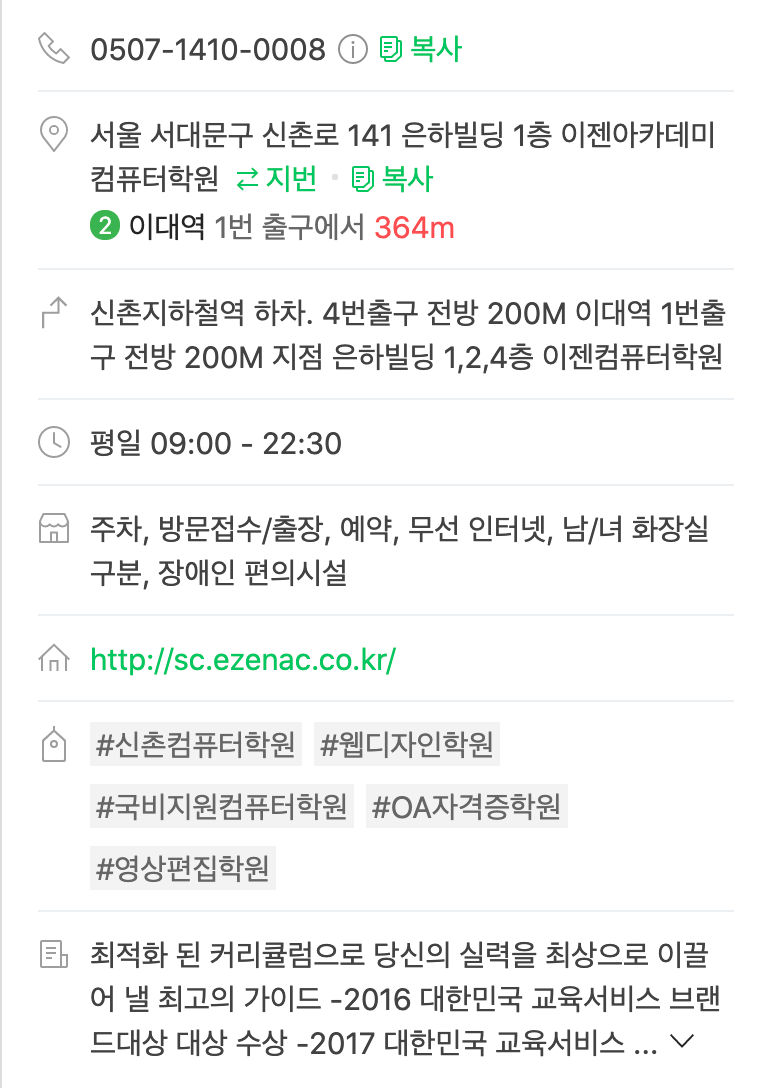 0507-1410-0008 복사
서울 서대문구 신촌로 141 은하빌딩 1층 이젠아카데미
컴퓨터학원 지번 복사
2 이대역 1번 출구에서 364m
신촌지하철역 하차. 4번출구 전방 200M 이대역 1번출
구 전방 200M 지점 은하빌딩 1,2,4층 이젠컴퓨터학원
평일 09:00 - 22:30
주차, 방문접수/출장, 예약, 무선 인터넷, 남/녀 화장실
구분, 장애인 편의시설
http://sc.ezenac.co.kr/
#신촌컴퓨터학원 #웹디자인학원
#국비지원컴퓨터학원 #OA자격증학원
#영상편집학원
최적화 된 커리큘럼으로 당신의 실력을 최상으로 이끌
어 낼 최고의 가이드 -2016 대한민국 교육서비스 브랜
드대상 대상 수상 -2017 대한민국 교육서비스 ...